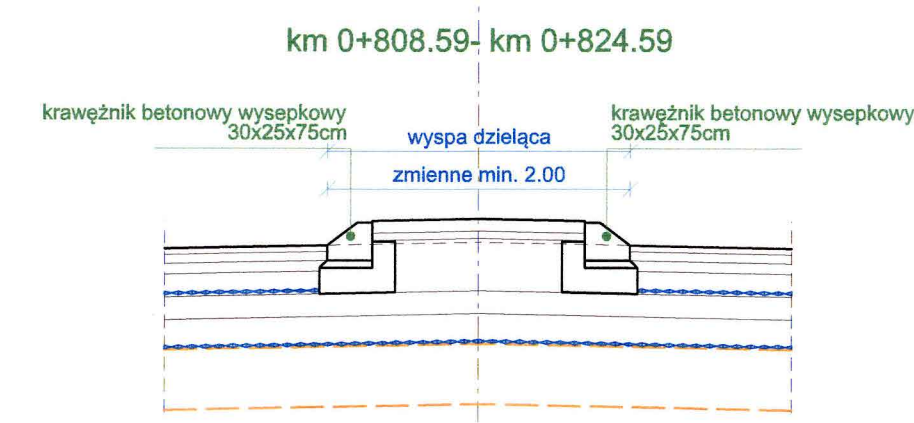 km 0+808.59- km 0+824.59
krawężnik betonowy wysepkowy
30x25x75cm
krawężnik betonowy wysepkowy
30x25x75cm
wyspa dzieląca
zmienne min. 2.00